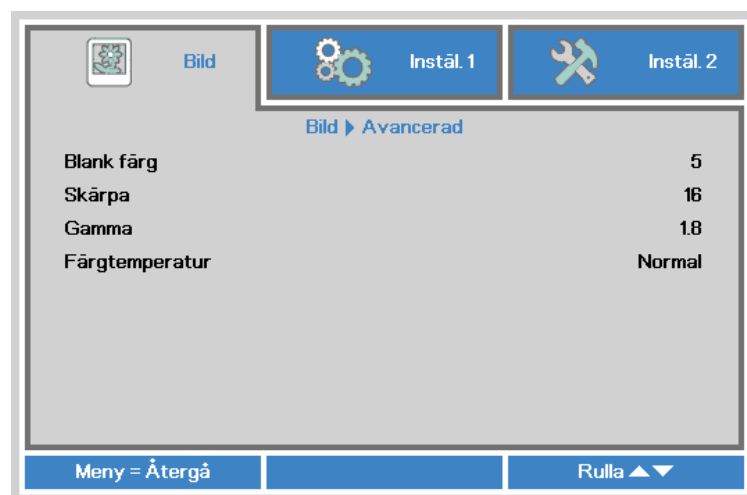 Bild Instäl. 1 Instäl. 2
Bild ▶ Avancerad
Blank färg 5
Skärpa 16
Gamma 1.8
Färgtemperatur Normal
Meny = Återgå Rulla ▲▼